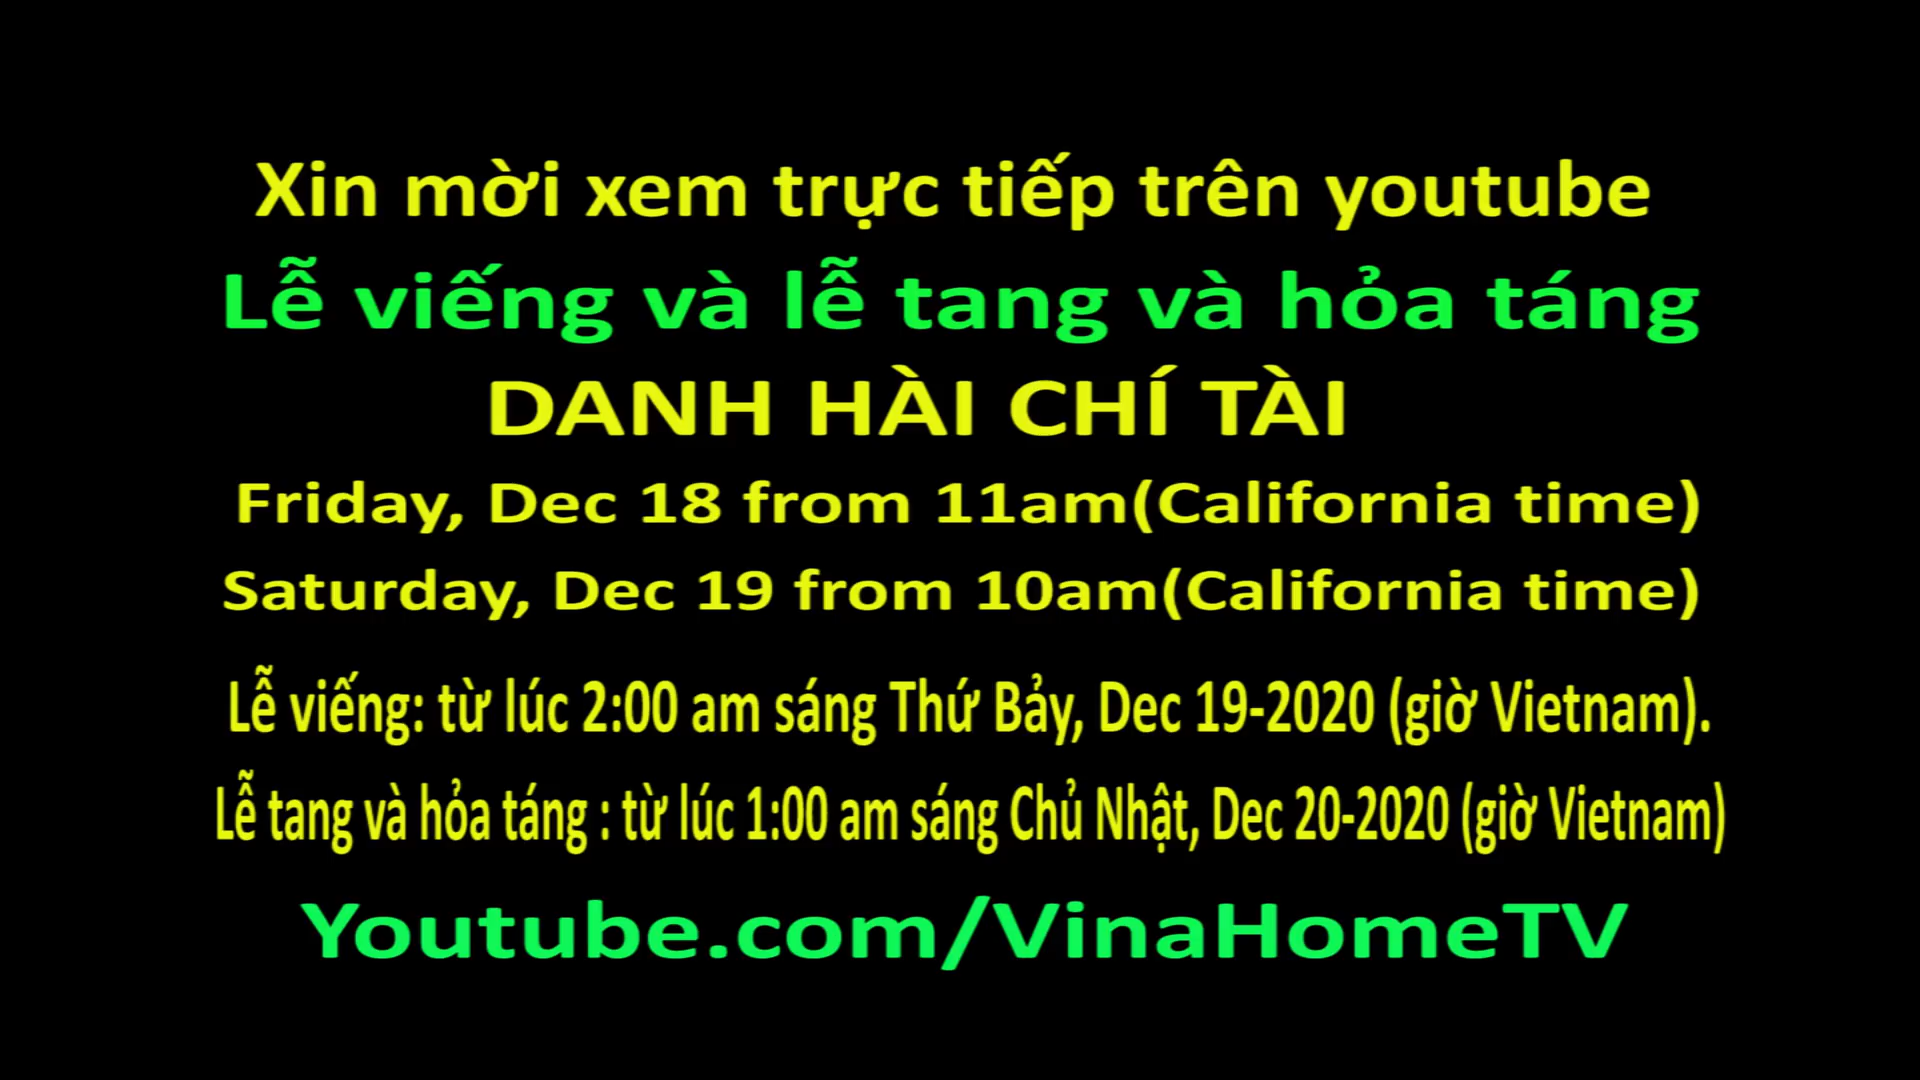 Xin mời xem trực tiếp trên youtube
Lễ viếng và lễ tang và hỏa táng
DANH HÀI CHÍ TÀI
Friday, Dec 18 from 11am(California time)
Saturday, Dec 19 from 10am(California time)
Lễ viếng: từ lúc 2:00 am sáng Thứ Bảy, Dec 19-2020 (giờ Vietnam).
Lễ tang và hỏa táng : từ lúc 1:00 am sáng Chủ Nhật, Dec 20-2020 (giờ Vietnam)
Youtube.com/VinaHomeTV